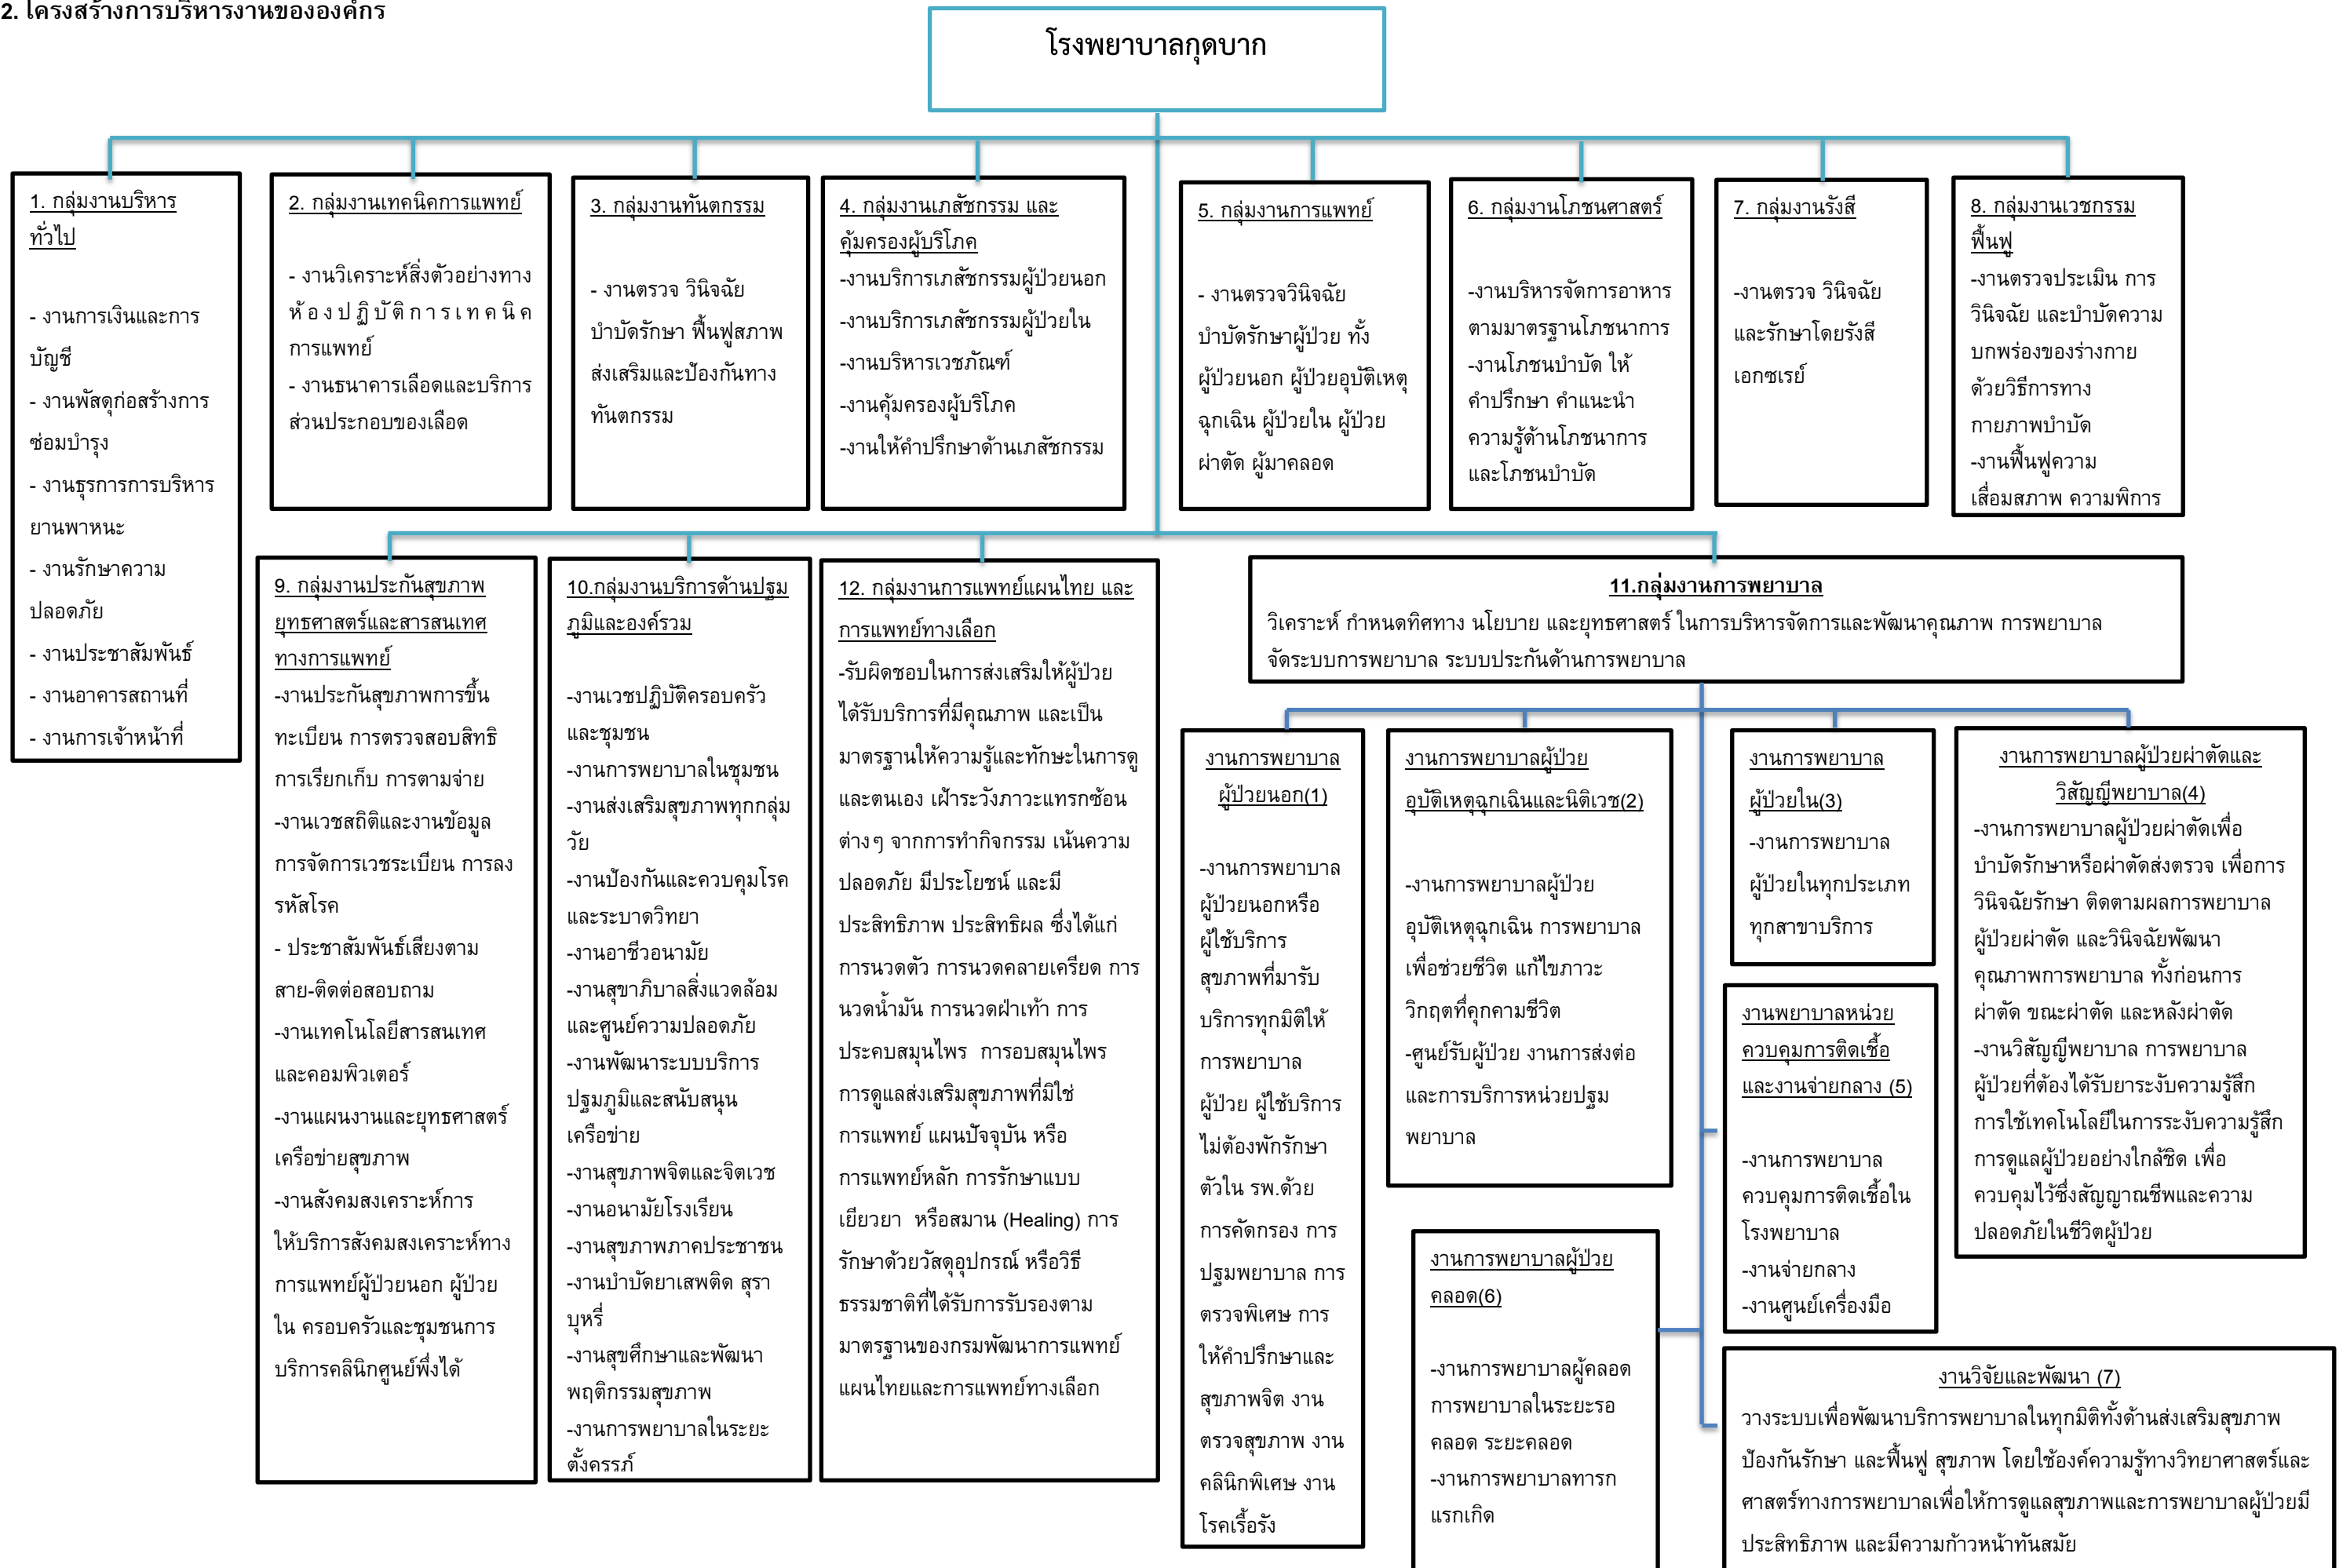 2. โครงสร้างการบริหารงานขององค์กร
โรงพยาบาลกุดบาก
1. กลุ่มงานบริหาร
ทั่วไป
- งานการเงินและการ
บัญชี
- งานพัสดุก่อสร้างการ
ซ่อมบำรุง
- งานธุรการการบริหาร
ยานพาหนะ
- งานรักษาความ
ปลอดภัย
- งานประชาสัมพันธ์
- งานอาคารสถานที่
- งานการเจ้าหน้าที่
2. กลุ่มงานเทคนิคการแพทย์
- งานวิเคราะห์สิ่งตัวอย่างทาง
ห้องปฏิบัติการเทคนิค
การแพทย์
- งานธนาคารเลือดและบริการ
ส่วนประกอบของเลือด
3. กลุ่มงานทันตกรรม
- งานตรวจ วินิจฉัย
บำบัดรักษา ฟื้นฟูสภาพ
ส่งเสริมและป้องกันทาง
ทันตกรรม
4. กลุ่มงานเภสัชกรรม และ
คุ้มครองผู้บริโภค
-งานบริการเภสัชกรรมผู้ป่วยนอก
-งานบริการเภสัชกรรมผู้ป่วยใน
-งานบริหารเวชภัณฑ์
-งานคุ้มครองผู้บริโภค
-งานให้คำปรึกษาด้านเภสัชกรรม
5. กลุ่มงานการแพทย์
- งานตรวจวินิจฉัย
บำบัดรักษาผู้ป่วย ทั้ง
ผู้ป่วยนอก ผู้ป่วยอุบัติเหตุ
ฉุกเฉิน ผู้ป่วยใน ผู้ป่วย
ผ่าตัด ผู้มาคลอด
6. กลุ่มงานโภชนศาสตร์
-งานบริหารจัดการอาหาร
ตามมาตรฐานโภชนาการ
-งานโภชนบำบัด ให้
คำปรึกษา คำแนะนำ
ความรู้ด้านโภชนาการ
และโภชนบำบัด
7. กลุ่มงานรังสี
-งานตรวจ วินิจฉัย
และรักษาโดยรังสี
เอกซเรย์
8. กลุ่มงานเวชกรรม
ฟื้นฟู
-งานตรวจประเมิน การ
วินิจฉัย และบำบัดความ
บกพร่องของร่างกาย
ด้วยวิธีการทาง
กายภาพบำบัด
-งานฟื้นฟูความ
เสื่อมสภาพ ความพิการ
9. กลุ่มงานประกันสุขภาพ
ยุทธศาสตร์และสารสนเทศ
ทางการแพทย์
-งานประกันสุขภาพการขึ้น
ทะเบียน การตรวจสอบสิทธิ
การเรียกเก็บ การตามจ่าย
-งานเวชสถิติและงานข้อมูล
การจัดการเวชระเบียน การลง
รหัสโรค
- ประชาสัมพันธ์เสียงตาม
สาย-ติดต่อสอบถาม
-งานเทคโนโลยีสารสนเทศ
และคอมพิวเตอร์
-งานแผนงานและยุทธศาสตร์
เครือข่ายสุขภาพ
-งานสังคมสงเคราะห์การ
ให้บริการสังคมสงเคราะห์ทาง
การแพทย์ผู้ป่วยนอก ผู้ป่วย
ใน ครอบครัวและชุมชนการ
บริการคลินิกศูนย์พึ่งได้
10.กลุ่มงานบริการด้านปฐม
ภูมิและองค์รวม
-งานเวชปฏิบัติครอบครัว
และชุมชน
-งานการพยาบาลในชุมชน
-งานส่งเสริมสุขภาพทุกกลุ่ม
วัย
-งานป้องกันและควบคุมโรค
และระบาดวิทยา
-งานอาชีวอนามัย
-งานสุขาภิบาลสิ่งแวดล้อม
และศูนย์ความปลอดภัย
-งานพัฒนาระบบบริการ
ปฐมภูมิและสนับสนุน
เครือข่าย
-งานสุขภาพจิตและจิตเวช
-งานอนามัยโรงเรียน
-งานสุขภาพภาคประชาชน
-งานบำบัดยาเสพติด สุรา
บุหรี่
-งานสุขศึกษาและพัฒนา
พฤติกรรมสุขภาพ
-งานการพยาบาลในระยะ
ตั้งครรภ์
12. กลุ่มงานการแพทย์แผนไทย และ
การแพทย์ทางเลือก
-รับผิดชอบในการส่งเสริมให้ผู้ป่วย
ได้รับบริการที่มีคุณภาพ และเป็น
มาตรฐานให้ความรู้และทักษะในการดู
และตนเอง เฝ้าระวังภาวะแทรกซ้อน
ต่างๆ จากการทำกิจกรรม เน้นความ
ปลอดภัย มีประโยชน์ และมี
ประสิทธิภาพ ประสิทธิผล ซึ่งได้แก่
การนวดตัว การนวดคลายเครียด การ
นวดน้ำมัน การนวดฝ่าเท้า การ
ประคบสมุนไพร การอบสมุนไพร
การดูแลส่งเสริมสุขภาพที่มิใช่
การแพทย์ แผนปัจจุบัน หรือ
การแพทย์หลัก การรักษาแบบ
เยียวยา หรือสมาน (Healing) การ
รักษาด้วยวัสดุอุปกรณ์ หรือวิธี
ธรรมชาติที่ได้รับการรับรองตาม
มาตรฐานของกรมพัฒนาการแพทย์
แผนไทยและการแพทย์ทางเลือก
11.กลุ่มงานการพยาบาล
วิเคราะห์ กำหนดทิศทาง นโยบาย และยุทธศาสตร์ ในการบริหารจัดการและพัฒนาคุณภาพ การพยาบาล
จัดระบบการพยาบาล ระบบประกันด้านการพยาบาล
งานการพยาบาล
ผู้ป่วยนอก(1)
-งานการพยาบาล
ผู้ป่วยนอกหรือ
ผู้ใช้บริการ
สุขภาพที่มารับ
บริการทุกมิติให้
การพยาบาล
ผู้ป่วย ผู้ใช้บริการ
ไม่ต้องพักรักษา
ตัวใน รพ.ด้วย
การคัดกรอง การ
ปฐมพยาบาล การ
ตรวจพิเศษ การ
ให้คำปรึกษาและ
สุขภาพจิต งาน
ตรวจสุขภาพ งาน
คลินิกพิเศษ งาน
โรคเรื้อรัง
งานการพยาบาลผู้ป่วย
อุบัติเหตุฉุกเฉินและนิติเวช(2)
-งานการพยาบาลผู้ป่วย
อุบัติเหตุฉุกเฉิน การพยาบาล
เพื่อช่วยชีวิต แก้ไขภาวะ
วิกฤตที่คุกคามชีวิต
-ศูนย์รับผู้ป่วย งานการส่งต่อ
และการบริการหน่วยปฐม
พยาบาล
งานการพยาบาล
ผู้ป่วยใน(3)
-งานการพยาบาล
ผู้ป่วยในทุกประเภท
ทุกสาขาบริการ
งานการพยาบาลผู้ป่วยผ่าตัดและ
วิสัญญีพยาบาล(4)
-งานการพยาบาลผู้ป่วยผ่าตัดเพื่อ
บำบัดรักษาหรือผ่าตัดส่งตรวจ เพื่อการ
วินิจฉัยรักษา ติดตามผลการพยาบาล
ผู้ป่วยผ่าตัด และวินิจฉัยพัฒนา
คุณภาพการพยาบาล ทั้งก่อนการ
ผ่าตัด ขณะผ่าตัด และหลังผ่าตัด
-งานวิสัญญีพยาบาล การพยาบาล
ผู้ป่วยที่ต้องได้รับยาระงับความรู้สึก
การใช้เทคโนโลยีในการระงับความรู้สึก
การดูแลผู้ป่วยอย่างใกล้ชิด เพื่อ
ควบคุมไว้ซึ่งสัญญาณชีพและความ
ปลอดภัยในชีวิตผู้ป่วย
งานพยาบาลหน่วย
ควบคุมการติดเชื้อ
และงานจ่ายกลาง (5)
-งานการพยาบาล
ควบคุมการติดเชื้อใน
โรงพยาบาล
-งานจ่ายกลาง
-งานศูนย์เครื่องมือ
งานการพยาบาลผู้ป่วย
คลอด(6)
-งานการพยาบาลผู้คลอด
การพยาบาลในระยะรอ
คลอด ระยะคลอด
-งานการพยาบาลทารก
แรกเกิด
งานวิจัยและพัฒนา (7)
วางระบบเพื่อพัฒนาบริการพยาบาลในทุกมิติทั้งด้านส่งเสริมสุขภาพ
ป้องกันรักษา และฟื้นฟู สุขภาพ โดยใช้องค์ความรู้ทางวิทยาศาสตร์และ
ศาสตร์ทางการพยาบาลเพื่อให้การดูแลสุขภาพและการพยาบาลผู้ป่วยมี
ประสิทธิภาพ และมีความก้าวหน้าทันสมัย